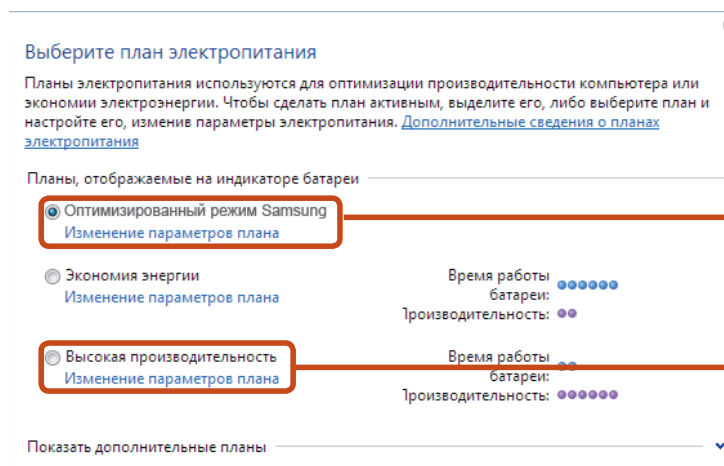 Выберите план электропитания
Планы электропитания используются для оптимизации производительности компьютера или
экономии электроэнергии. Чтобы сделать план активным, выделите его, либо выберите план и
настройте его, изменив параметры электропитания. Дополнительные сведения о планах
электропитания
Планы, отображаемые на индикаторе батареи
Оптимизированный режим Samsung
Изменение параметров плана
Экономия энергии
Время работы
Изменение параметров плана
батареи:
Производительность:
Высокая производительность
Время работы
Изменение параметров плана
батареи:
Производительность:
Показать дополнительные планы